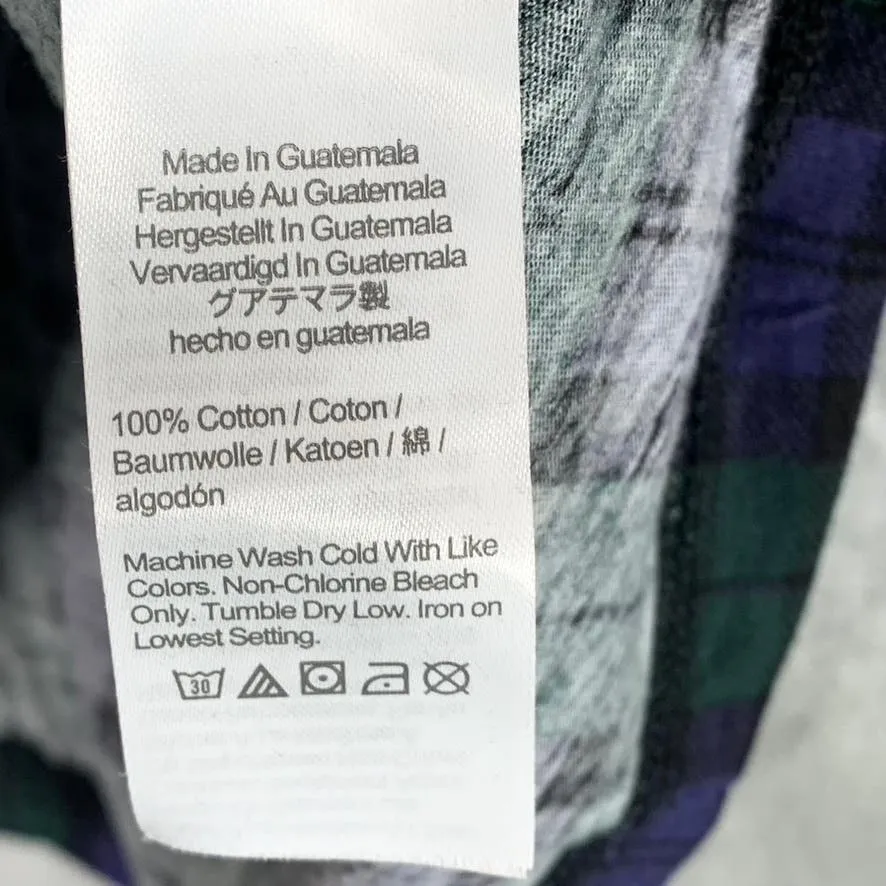 Made In Guatemala
Fabriqué Au Guatemala
Hergestellt In Guatemala
Vervaardigd In Guatemala
グアテマラ製
hecho en guatemala
100% Cotton / Coton /
Baumwolle / Katoen / 綿 /
algodón
Machine Wash Cold With Like
Colors. Non-Chlorine Bleach
Only. Tumble Dry Low. Iron on
Lowest Setting.
30